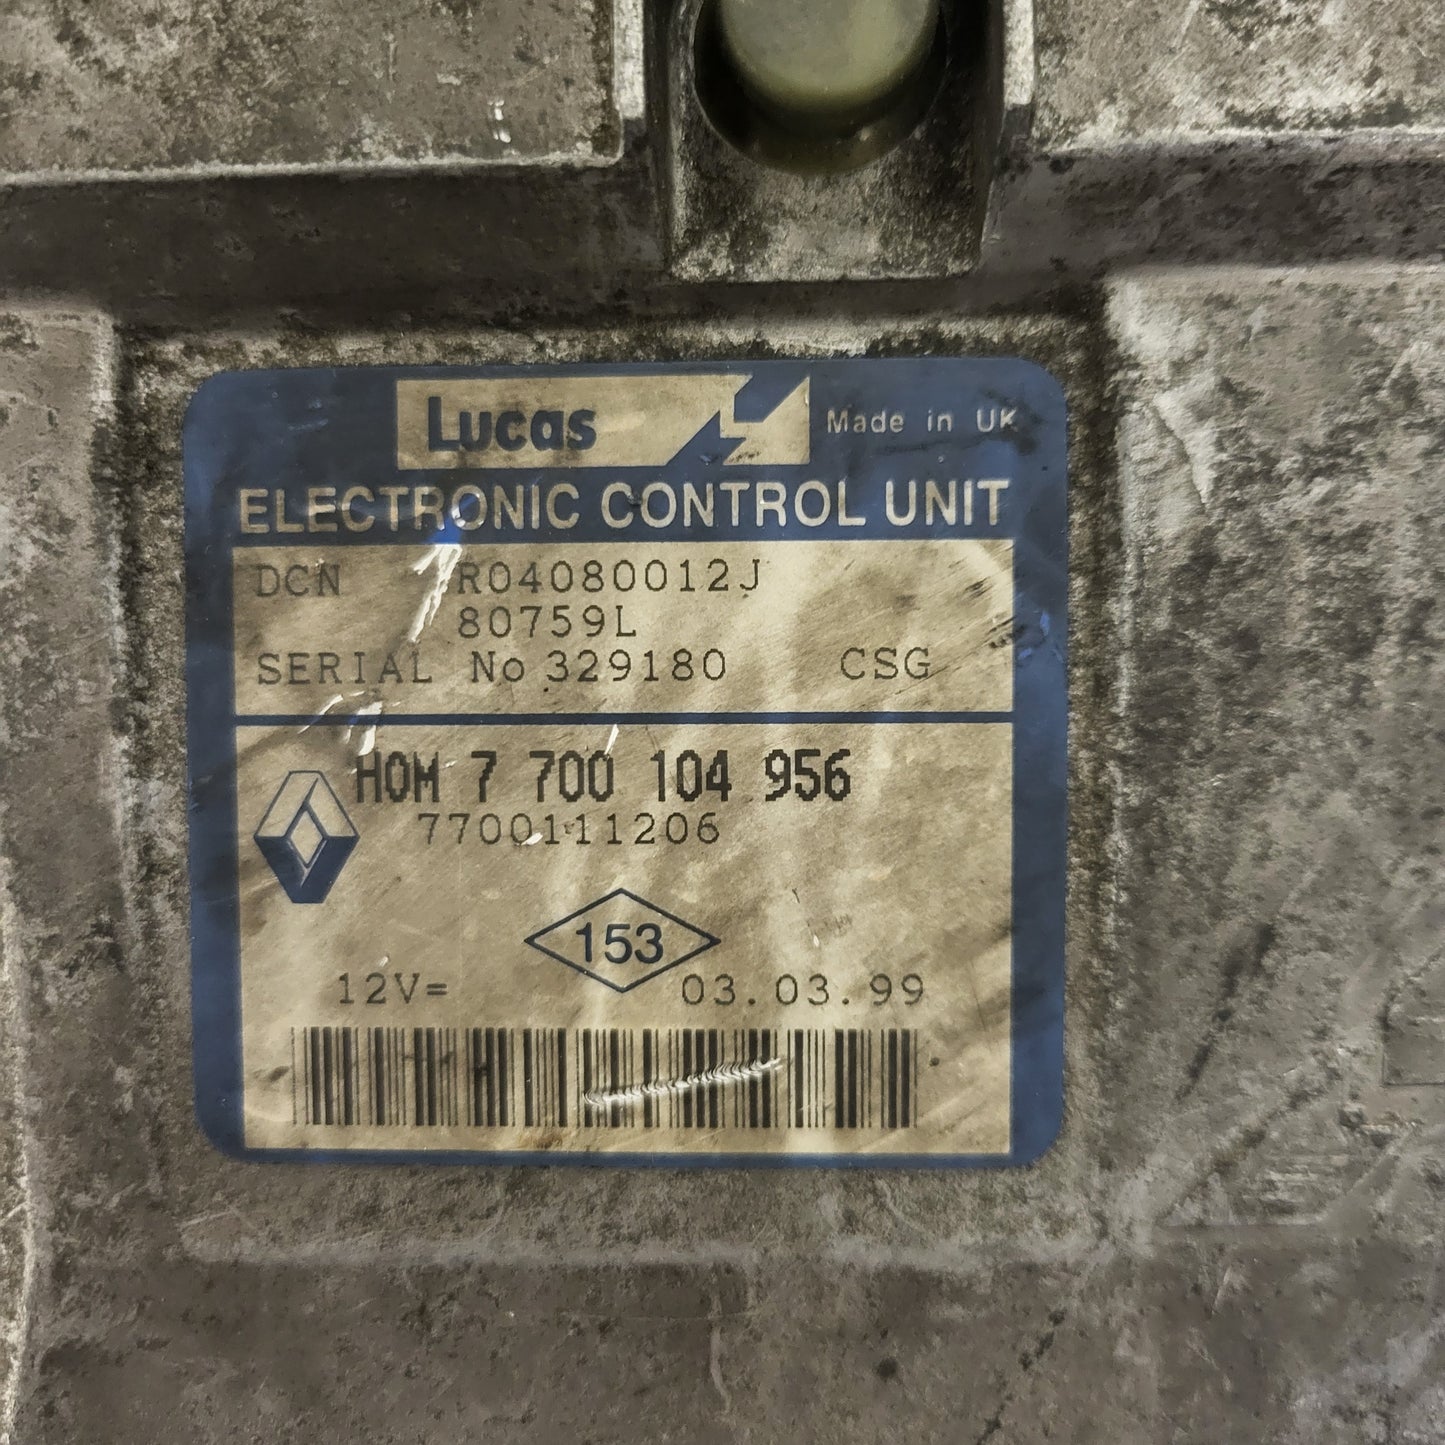 Lucas
Made in UK
ELECTRONIC CONTROL UNIT
DCN R04080012J
80759L
SERIAL No 329180 CSG
HOM 7 700 104 956
7700111206
153
12V= 03.03.99